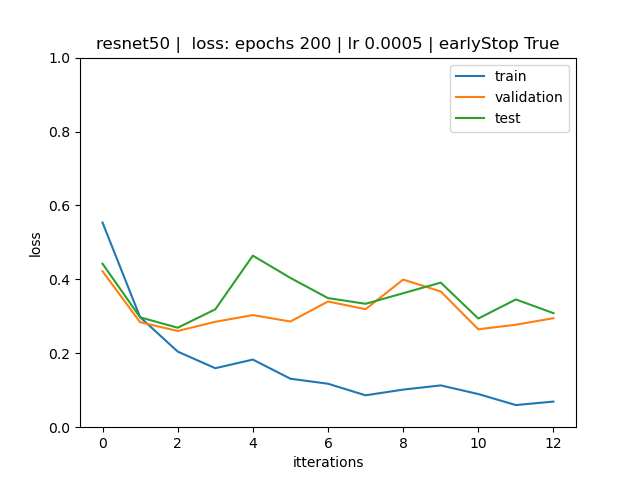 resnet50 |  loss: epochs 200 | lr 0.0005 | earlyStop True
train
validation
test
loss
1.0
0.8
0.6
0.4
0.2
0.0
0 2 4 6 8 10 12
itterations